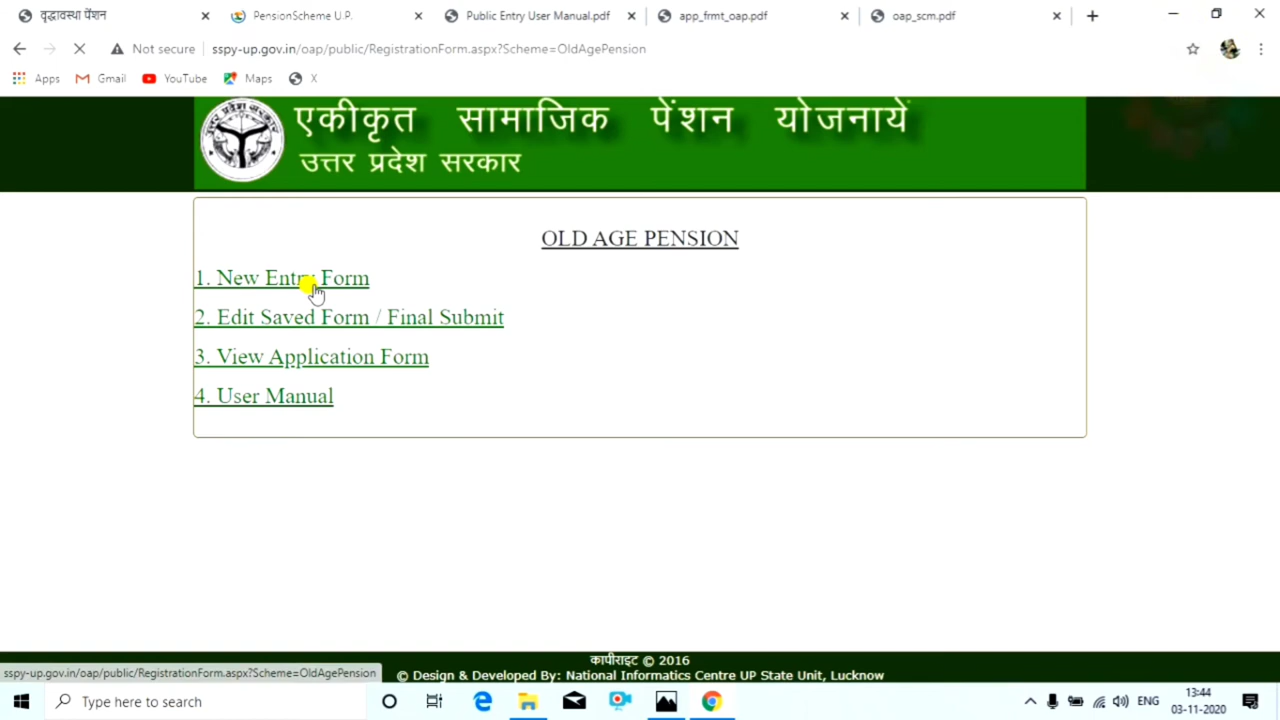 वृद्धावस्था पेंशन
PensionScheme U.P.
Public Entry User Manual.pdf
app_frmt_oap.pdf
oap_scm.pdf
Not secure
sspy-up.gov.in/oap/public/RegistrationForm.aspx?Scheme=OldAgePension
Apps
Gmail
YouTube
Maps
X
एकीकृत सामाजिक पेंशन योजनायें
उत्तर प्रदेश सरकार
OLD AGE PENSION
1. New Entry Form
2. Edit Saved Form / Final Submit
3. View Application Form
4. User Manual
कापीराइट © 2016
sspy-up.gov.in/oap/public/RegistrationForm.aspx?Scheme=OldAgePension
© Design & Developed By: National Informatics Centre UP State Unit, Lucknow
Type here to search
ENG
13:44
03-11-2020